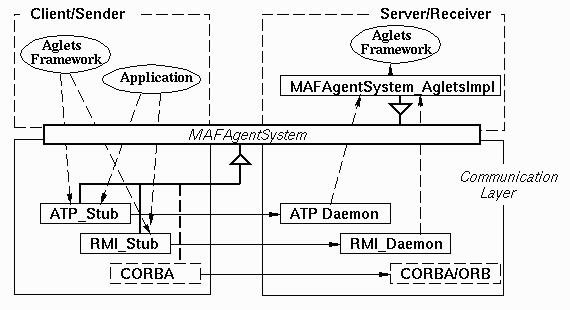 Client/Sender
Server/Receiver
Aglets
Framework
Application
Aglets
Framework
MAFAgentSystem_AgletsImpl
MAFAgentSystem
Communication
Layer
ATP_Stub
ATP Daemon
RMI_Stub
RMI_Daemon
CORBA
CORBA/ORB